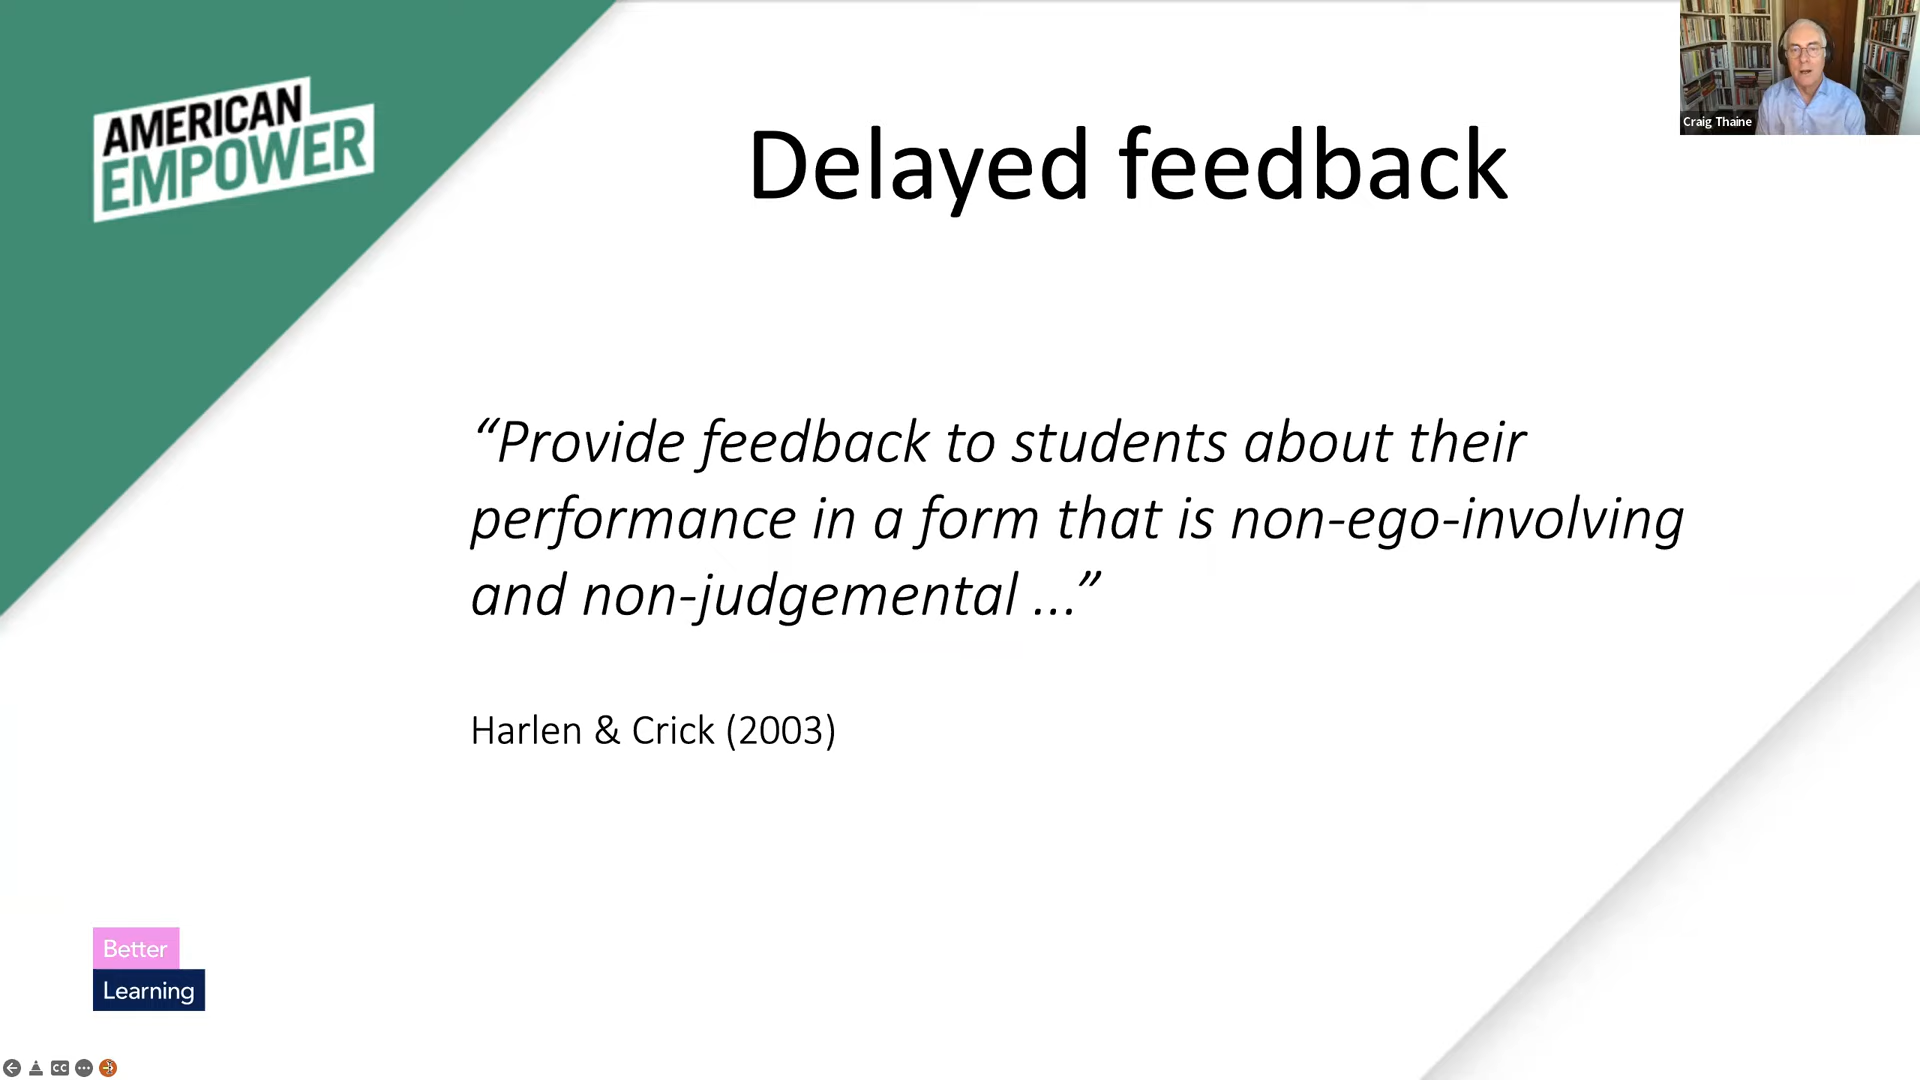 AMERICAN
EMPOWER
Craig Thaine
Delayed feedback
“Provide feedback to students about their
performance in a form that is non-ego-involving
and non-judgemental ...”
Harlen & Crick (2003)
Better
Learning
CC